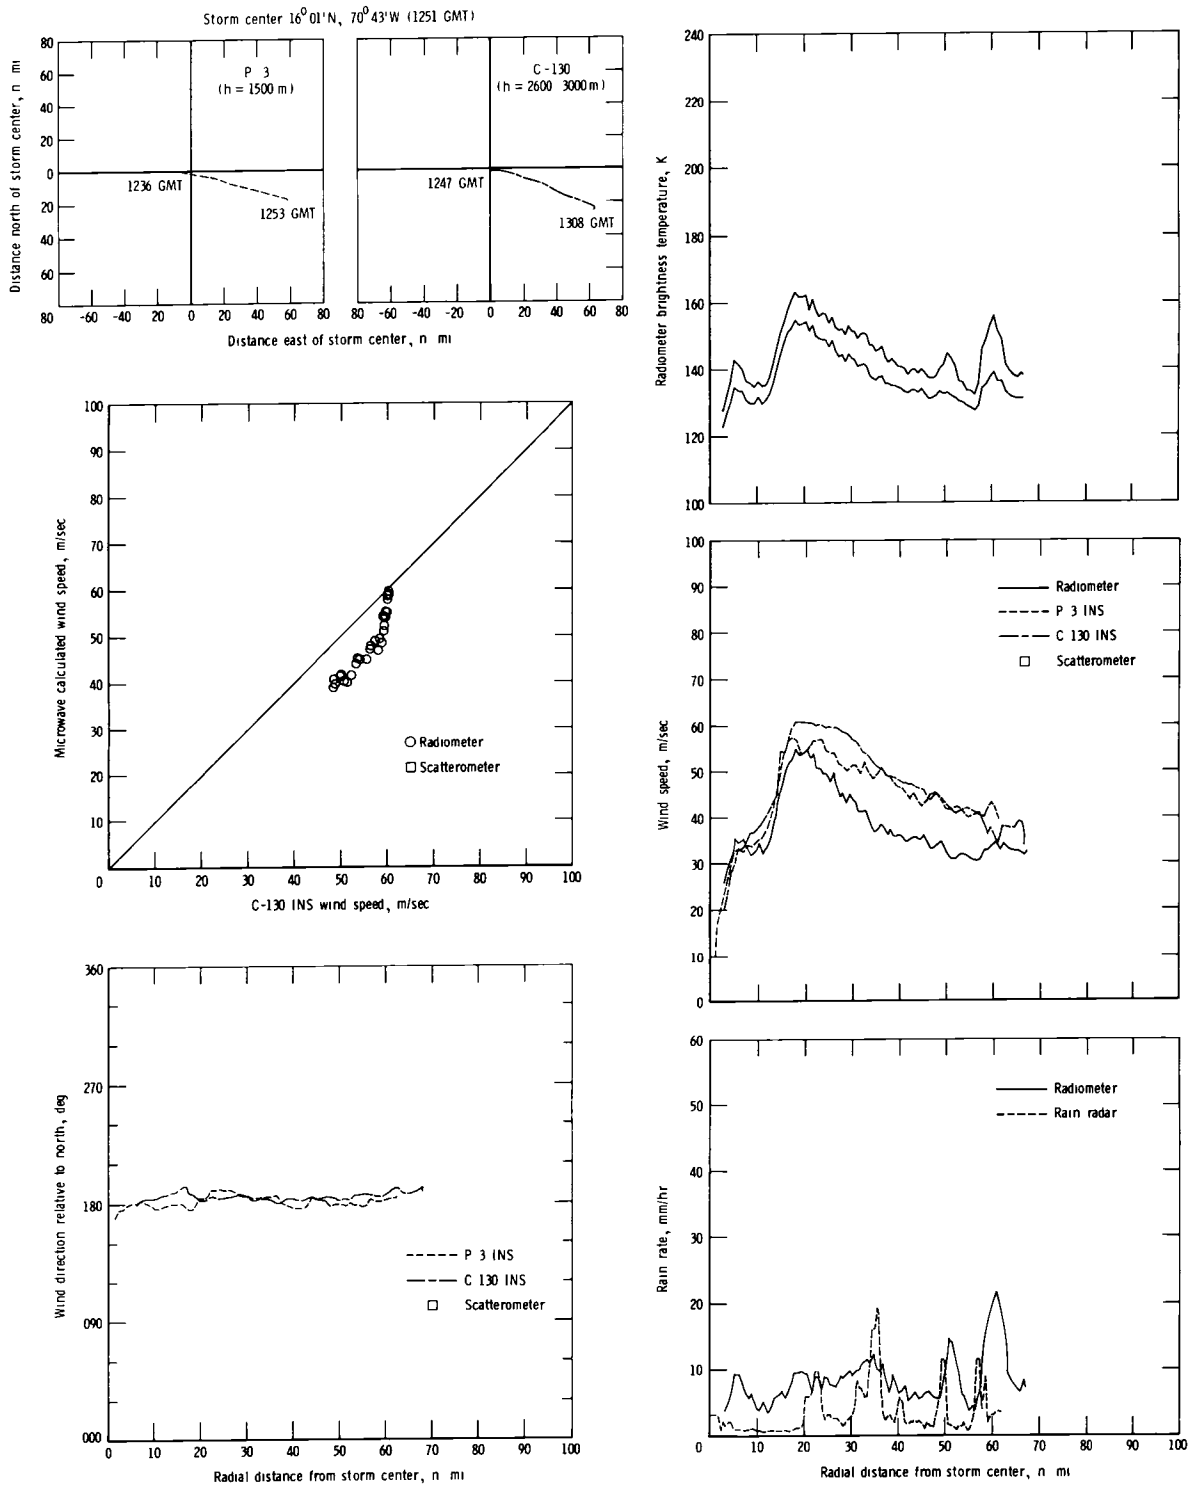 Storm center 16°01'N, 70°43'W (1251 GMT)
80
60
40
20
0
20
40
60
80
Distance north of storm center, n mi
P 3
(h = 1500 m)
1236 GMT
1253 GMT
-60 -40 -20 0 20 40 60 80
C-130
(h = 2600 3000 m)
1247 GMT
1308 GMT
-60 -40 -20 0 20 40 60 80
Distance east of storm center, n mi
240
220
200
180
160
140
120
100
Radiometer brightness temperature, K
100
90
80
70
60
50
40
30
20
10
0
Microwave calculated wind speed, m/sec
Radiometer
Scatterometer
10 20 30 40 50 60 70 80 90 100
C-130 INS wind speed, m/sec
100
90
80
70
60
50
40
30
20
10
0
Wind speed, m/sec
Radiometer
P 3 INS
C 130 INS
Scatterometer
360
270
180
090
000
Wind direction relative to north, deg
P 3 INS
C 130 INS
Scatterometer
0 10 20 30 40 50 60 70 80 90 100
Radial distance from storm center, n mi
60
50
40
30
20
10
Rain rate, mm/hr
Radiometer
Rain radar
0 10 20 30 40 50 60 70 80 90 100
Radial distance from storm center, n mi